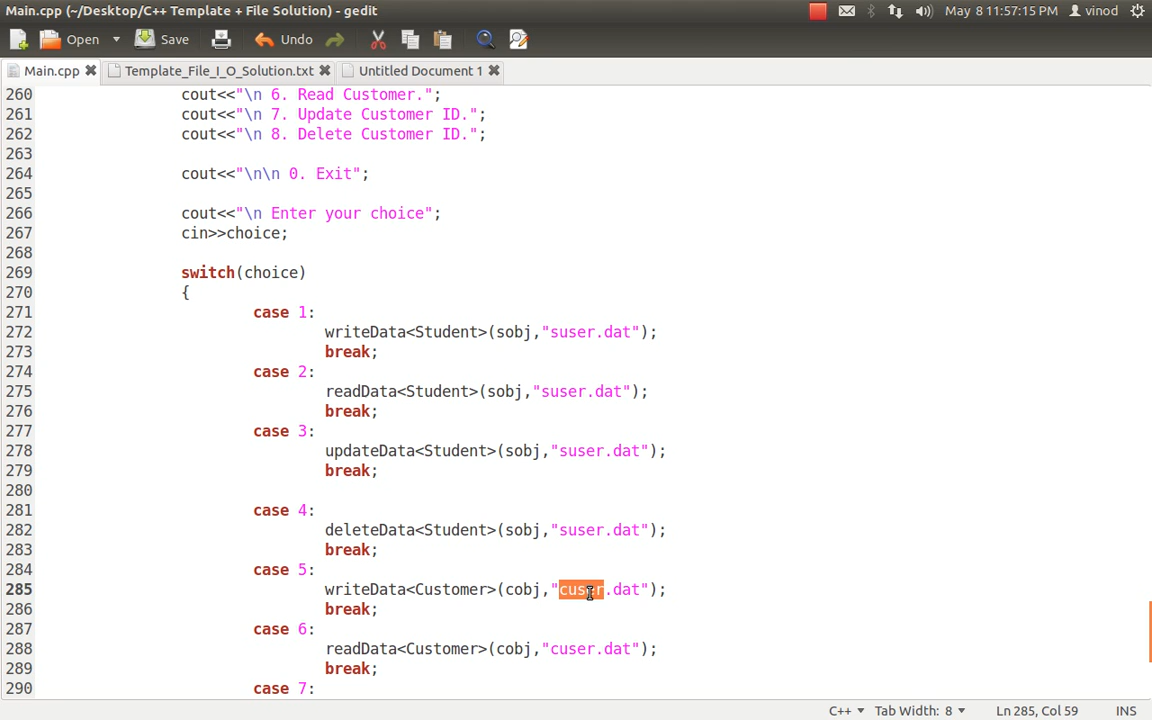 Main.cpp (~/Desktop/C++ Template + File Solution) - gedit
May 8 11:57:15 PM vinod
Open Save Undo
Main.cpp Template_File_I_O_Solution.txt Untitled Document 1
260 cout<<"\n 6. Read Customer.";
261 cout<<"\n 7. Update Customer ID.";
262 cout<<"\n 8. Delete Customer ID.";
263
264 cout<<"\n\n 0. Exit";
265
266 cout<<"\n Enter your choice";
267 cin>>choice;
268
269 switch(choice)
270 {
271 case 1:
272 writeData<Student>(sobj,"suser.dat");
273 break;
274 case 2:
275 readData<Student>(sobj,"suser.dat");
276 break;
277 case 3:
278 updateData<Student>(sobj,"suser.dat");
279 break;
280
281 case 4:
282 deleteData<Student>(sobj,"suser.dat");
283 break;
284 case 5:
285 writeData<Customer>(cobj,"cuser.dat");
286 break;
287 case 6:
288 readData<Customer>(cobj,"cuser.dat");
289 break;
290 case 7:
C++ Tab Width: 8 Ln 285, Col 59 INS